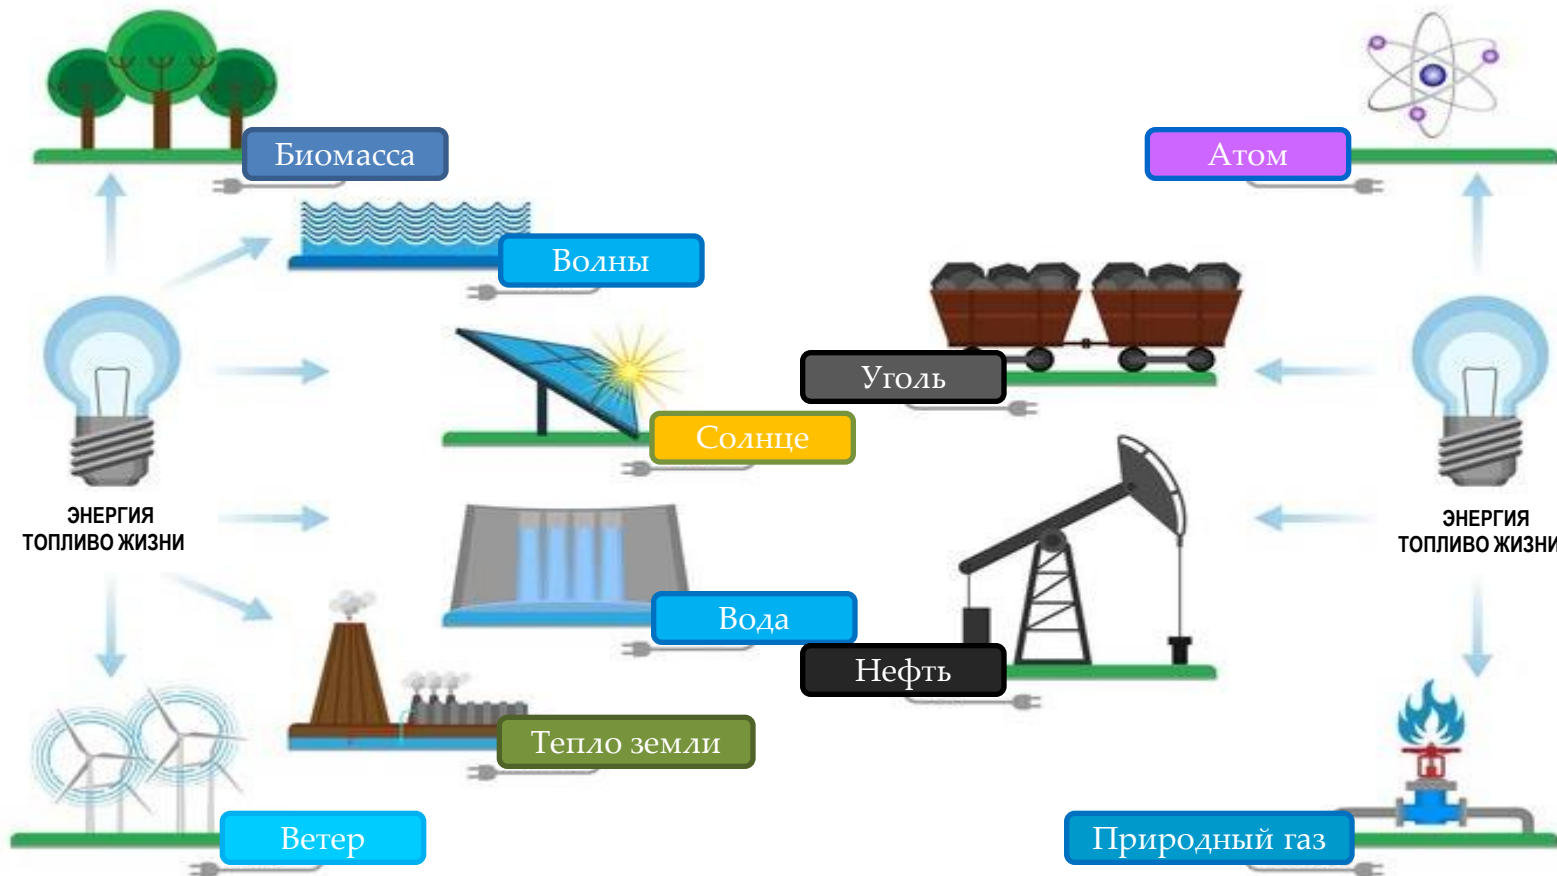 Биомасса
Атом
Волны
Уголь
Солнце
ЭНЕРГИЯ
ТОПЛИВО ЖИЗНИ
ЭНЕРГИЯ
ТОПЛИВО ЖИЗНИ
Вода
Нефть
Тепло земли
Ветер
Природный газ